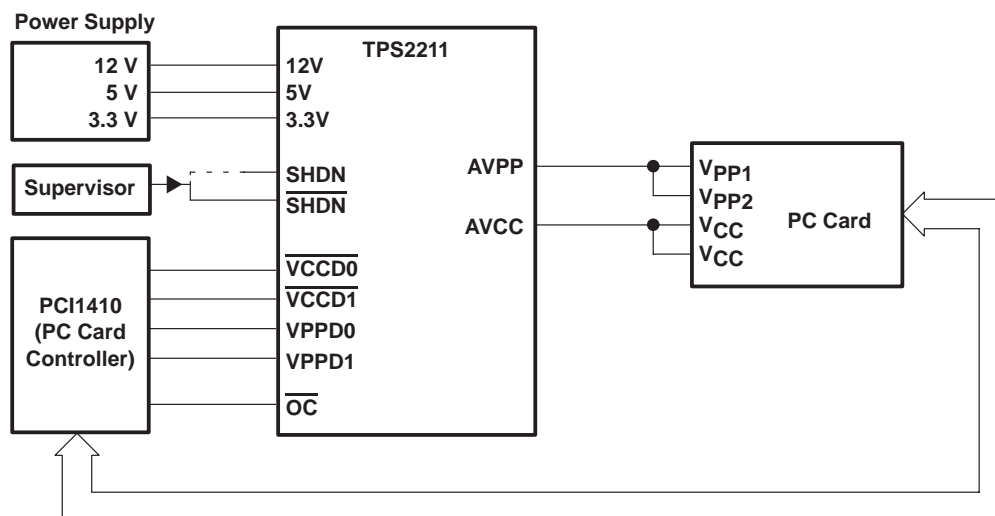 Power Supply
12 V
5 V
3.3 V
Supervisor
PCI1410
(PC Card
Controller)
TPS2211
12V
5V
3.3V
SHDN
SHDN
VCCD0
VCCD1
VPPD0
VPPD1
OC
AVPP
AVCC
VPP1
VPP2
VCC
VCC
PC Card